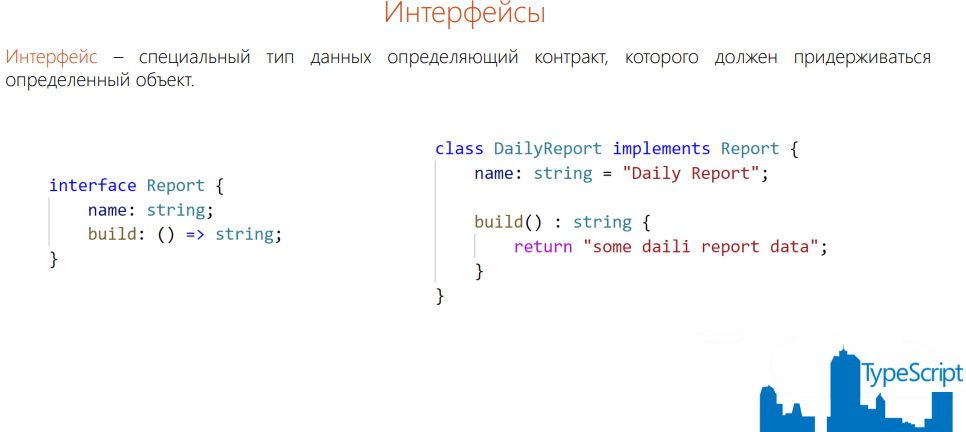 Интерфейсы
Интерфейс – специальный тип данных определяющий контракт, которого должен придерживаться
определенный объект.
interface Report {
name: string;
build: () => string;
}
class DailyReport implements Report {
name: string = "Daily Report";
build() : string {
return "some daili report data";
}
}
TypeScript